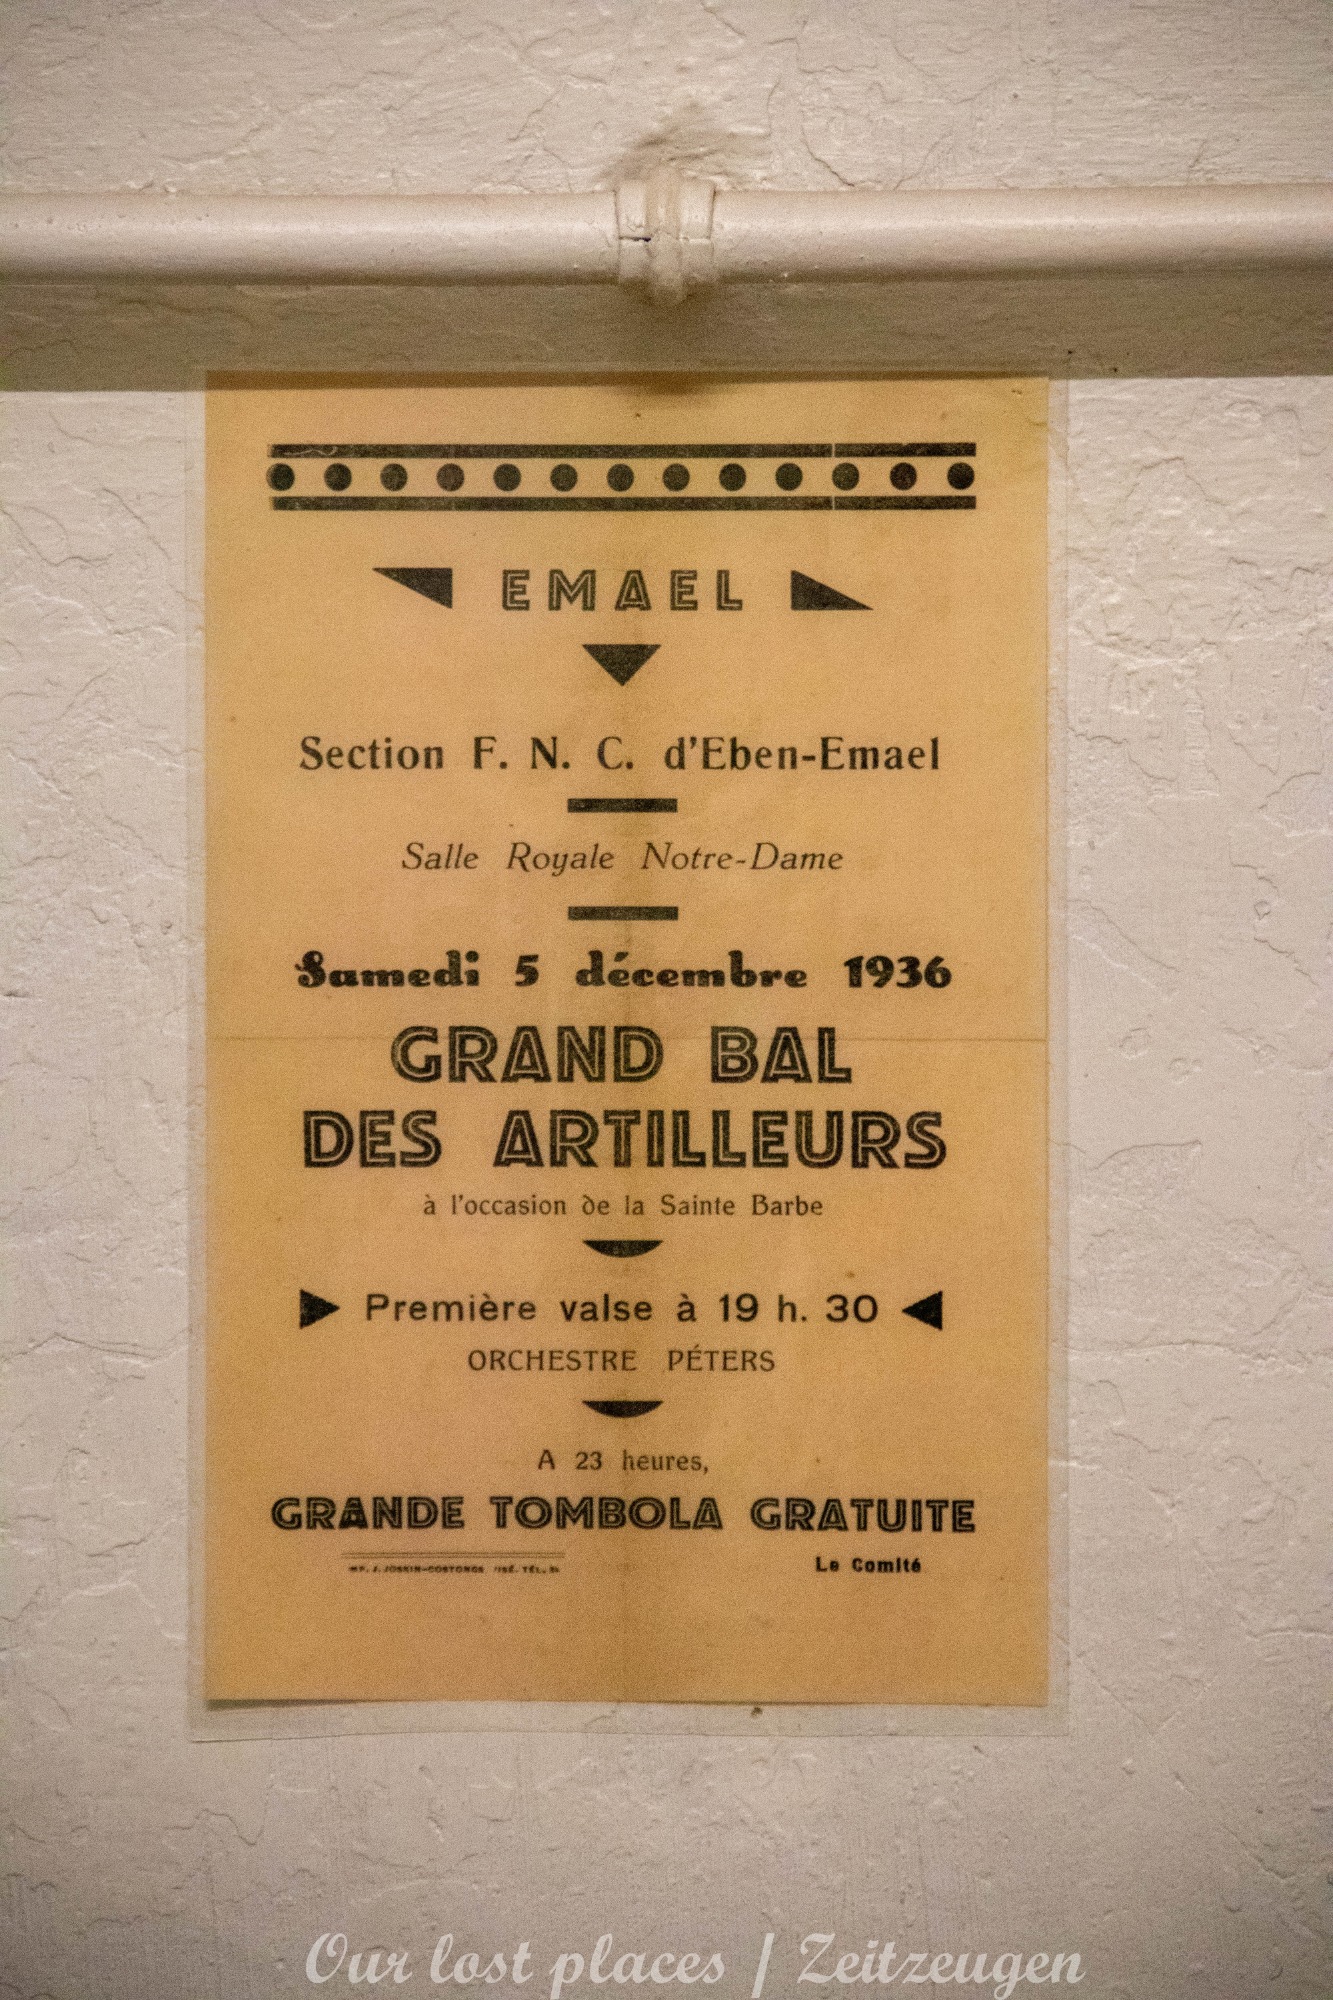 EMAEL
Section F. N. C. d'Eben-Emael
Salle Royale Notre-Dame
Samedi 5 décembre 1936
GRAND BAL
DES ARTILLEURS
à l'occasion de la Sainte Barbe
Première valse à 19 h. 30
ORCHESTRE PÉTERS
A 23 heures,
GRANDE TOMBOLA GRATUITE
Le Comité
Our lost places / Zeitzeugen